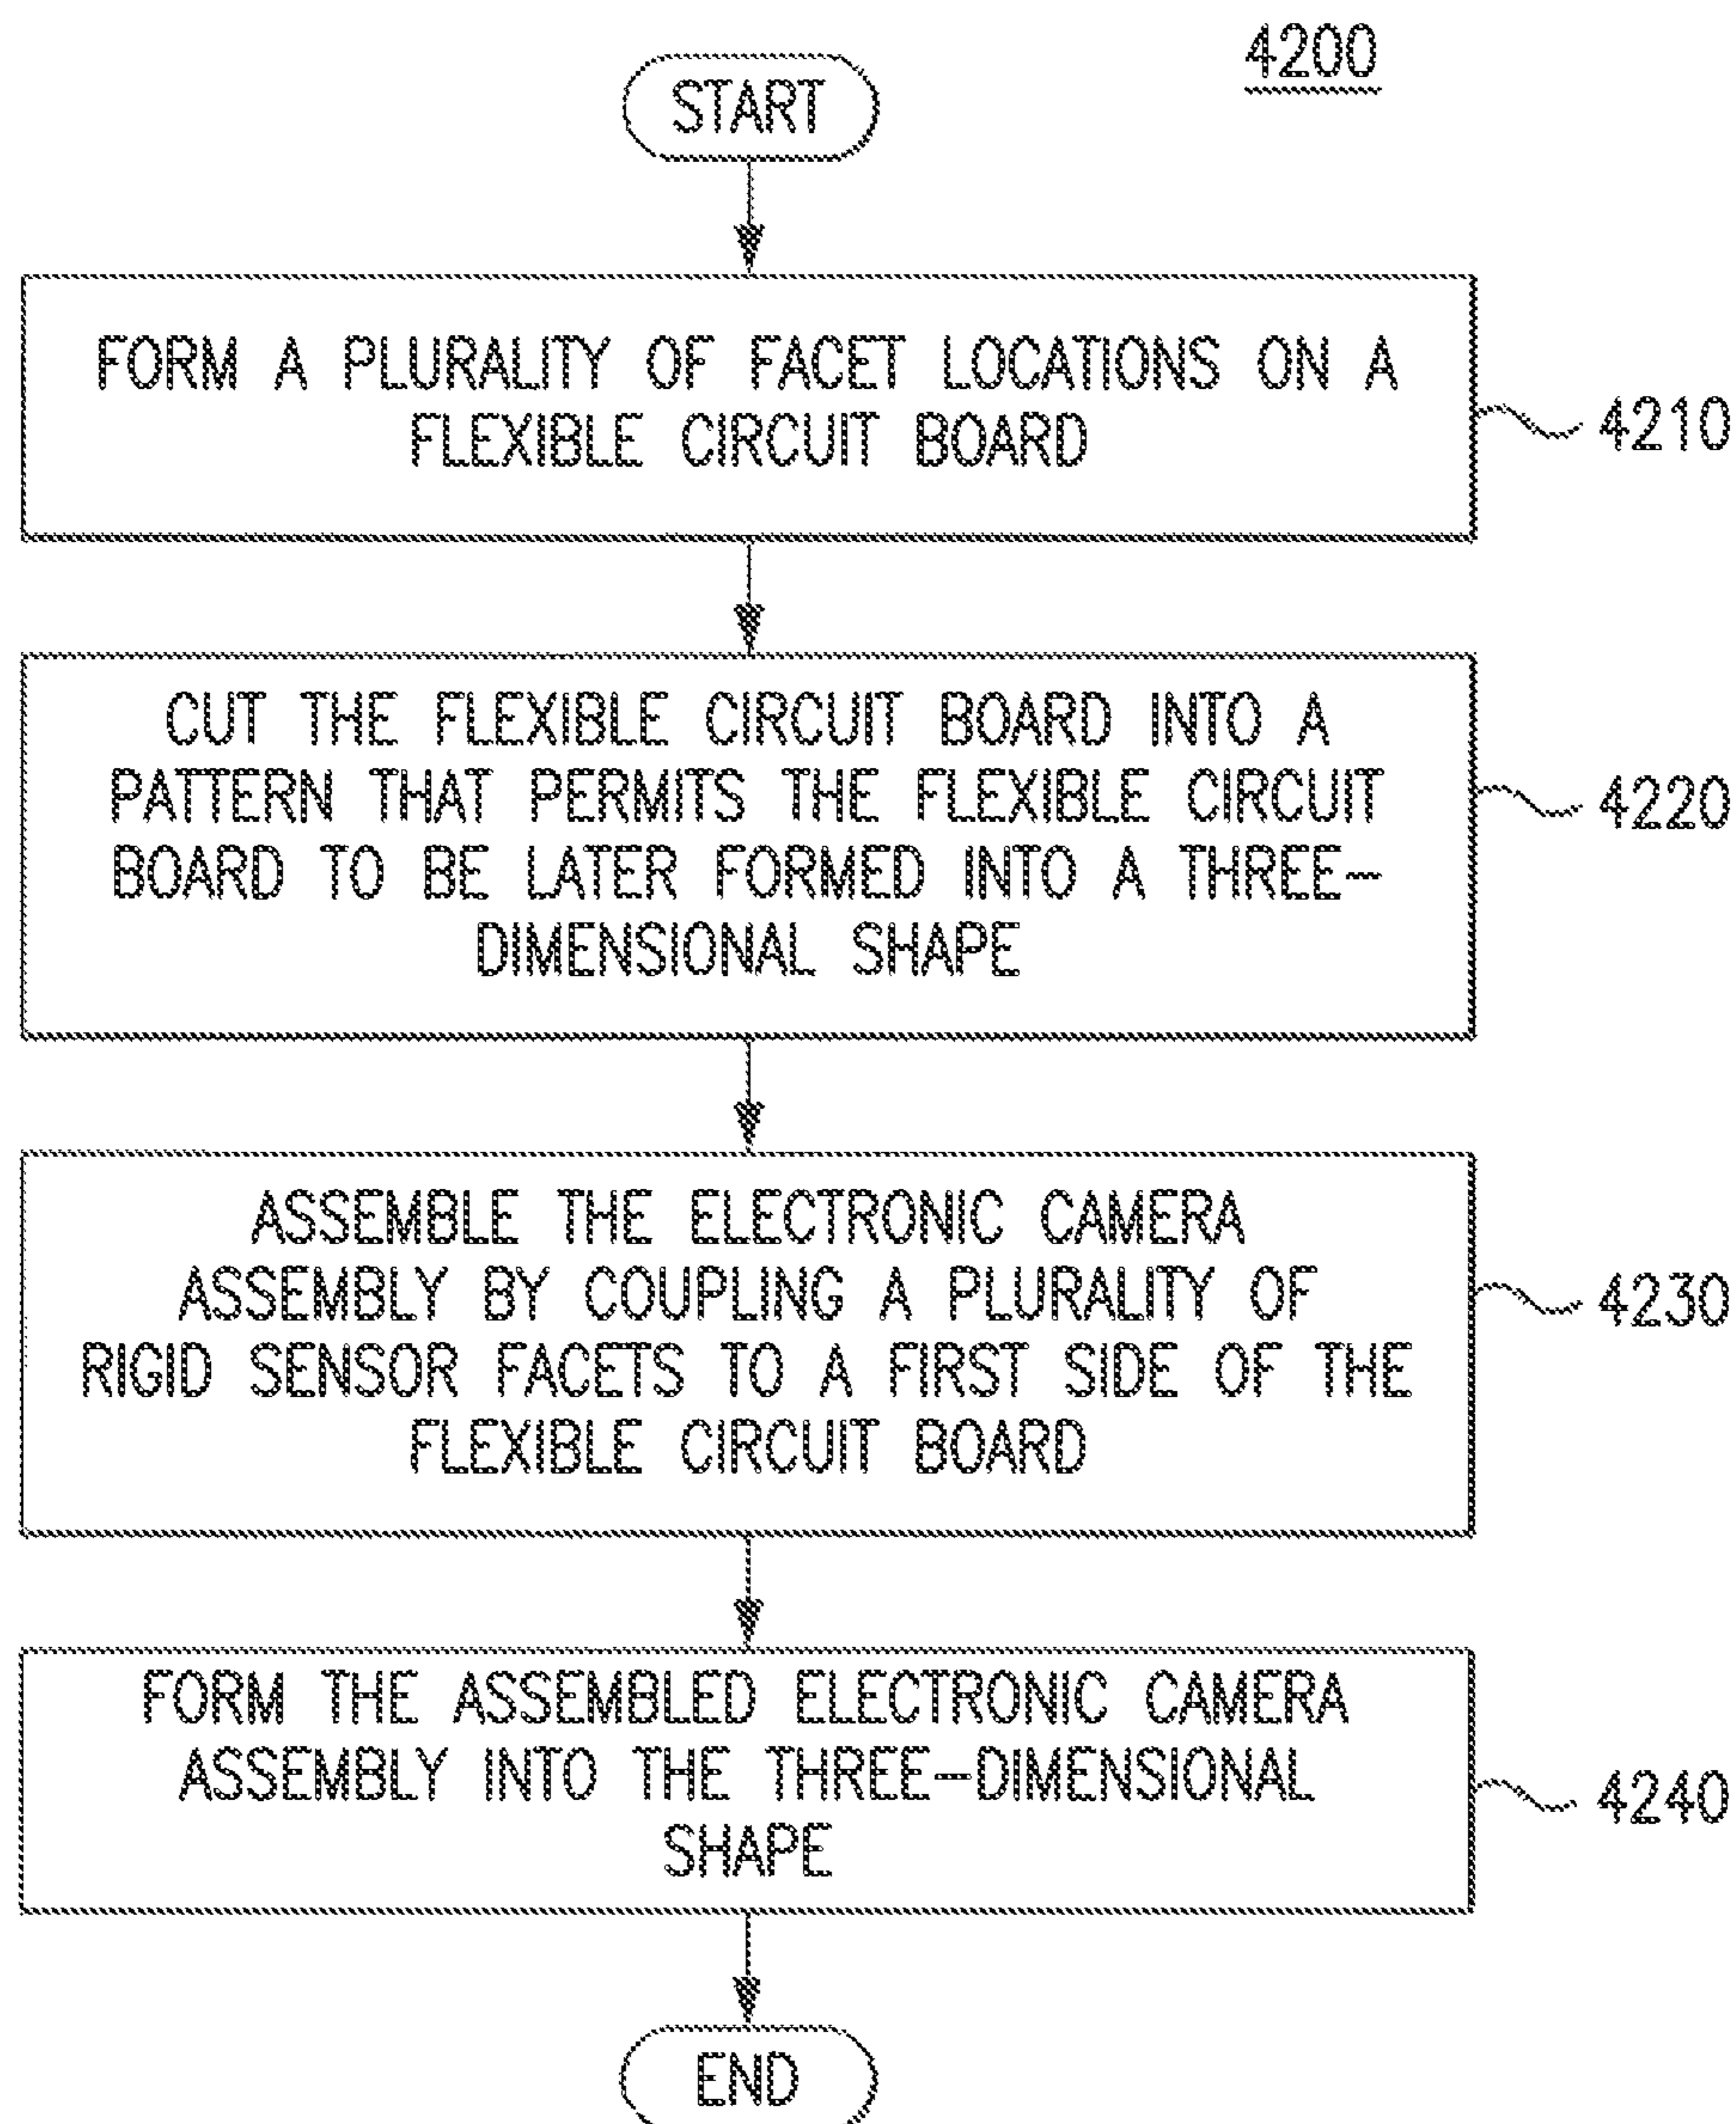 4200
START
FORM A PLURALITY OF FACET LOCATIONS ON A
FLEXIBLE CIRCUIT BOARD
4210
CUT THE FLEXIBLE CIRCUIT BOARD INTO A
PATTERN THAT PERMITS THE FLEXIBLE CIRCUIT
BOARD TO BE LATER FORMED INTO A THREE-
DIMENSIONAL SHAPE
4220
ASSEMBLE THE ELECTRONIC CAMERA
ASSEMBLY BY COUPLING A PLURALITY OF
RIGID SENSOR FACETS TO A FIRST SIDE OF THE
FLEXIBLE CIRCUIT BOARD
4230
FORM THE ASSEMBLED ELECTRONIC CAMERA
ASSEMBLY INTO THE THREE-DIMENSIONAL
SHAPE
4240
END